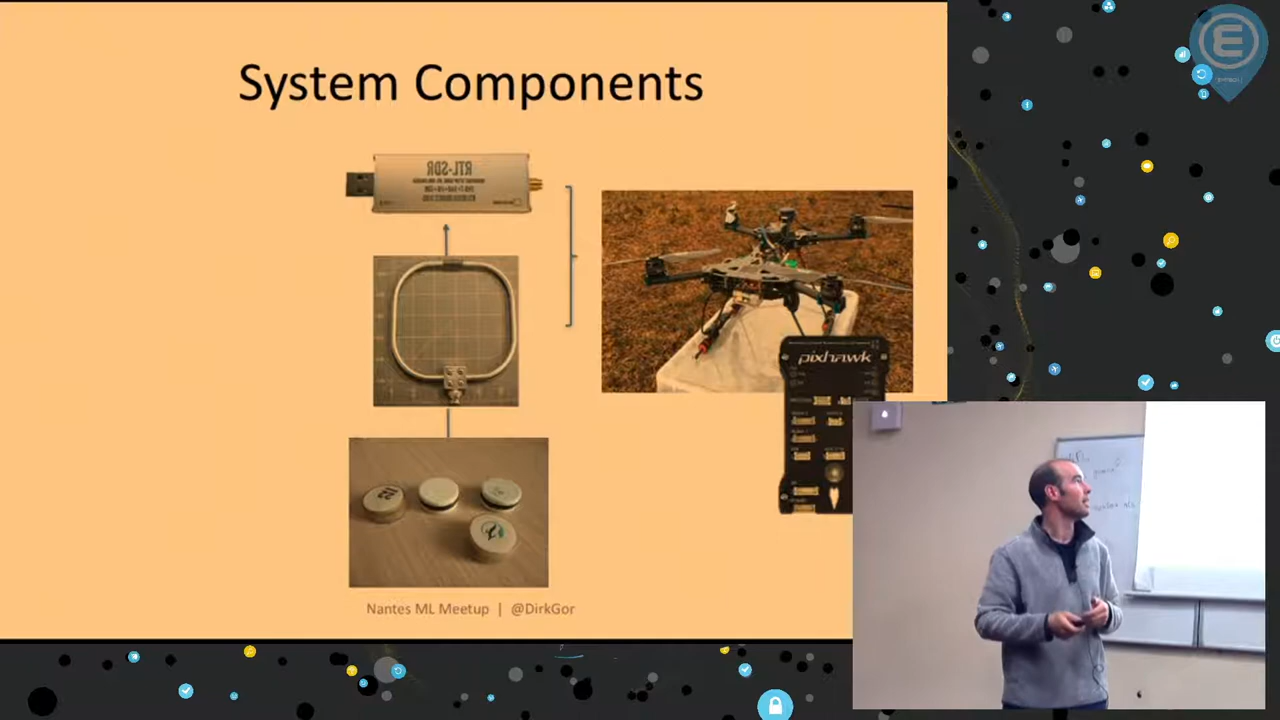 System Components
RTL-SDR
pixhawk
Nantes ML Meetup | @DirkGor